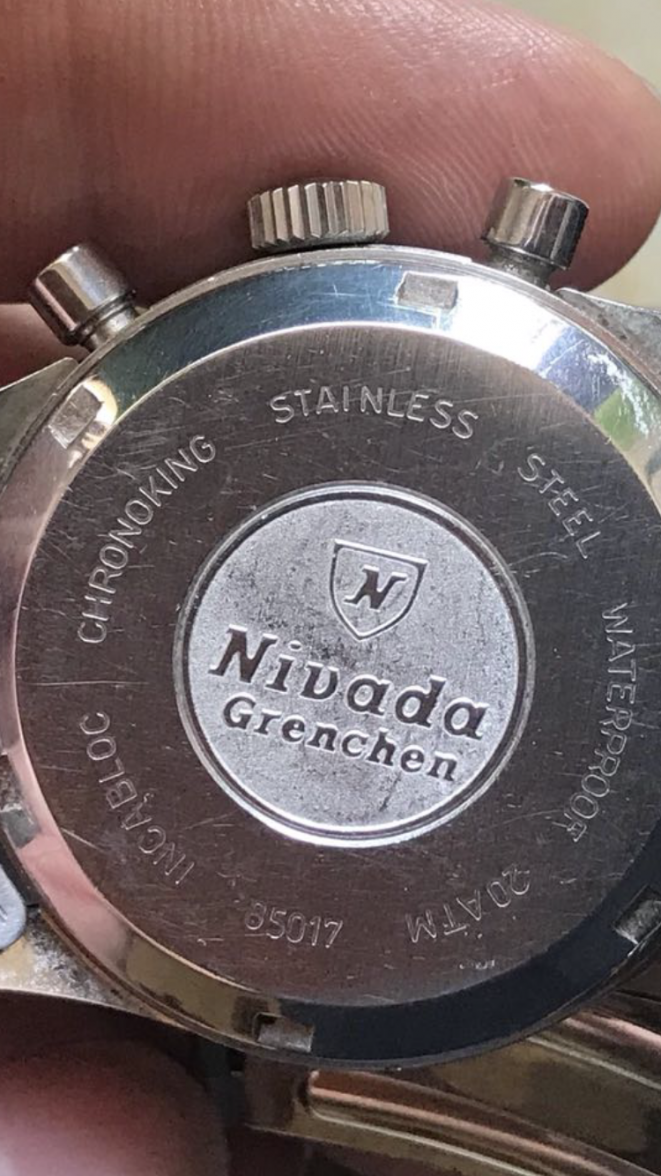 CHRONOKING STAINLESS STEEL WATERPROOF 20 ATM 85017 INCABLOC
N
Nivada
Grenchen